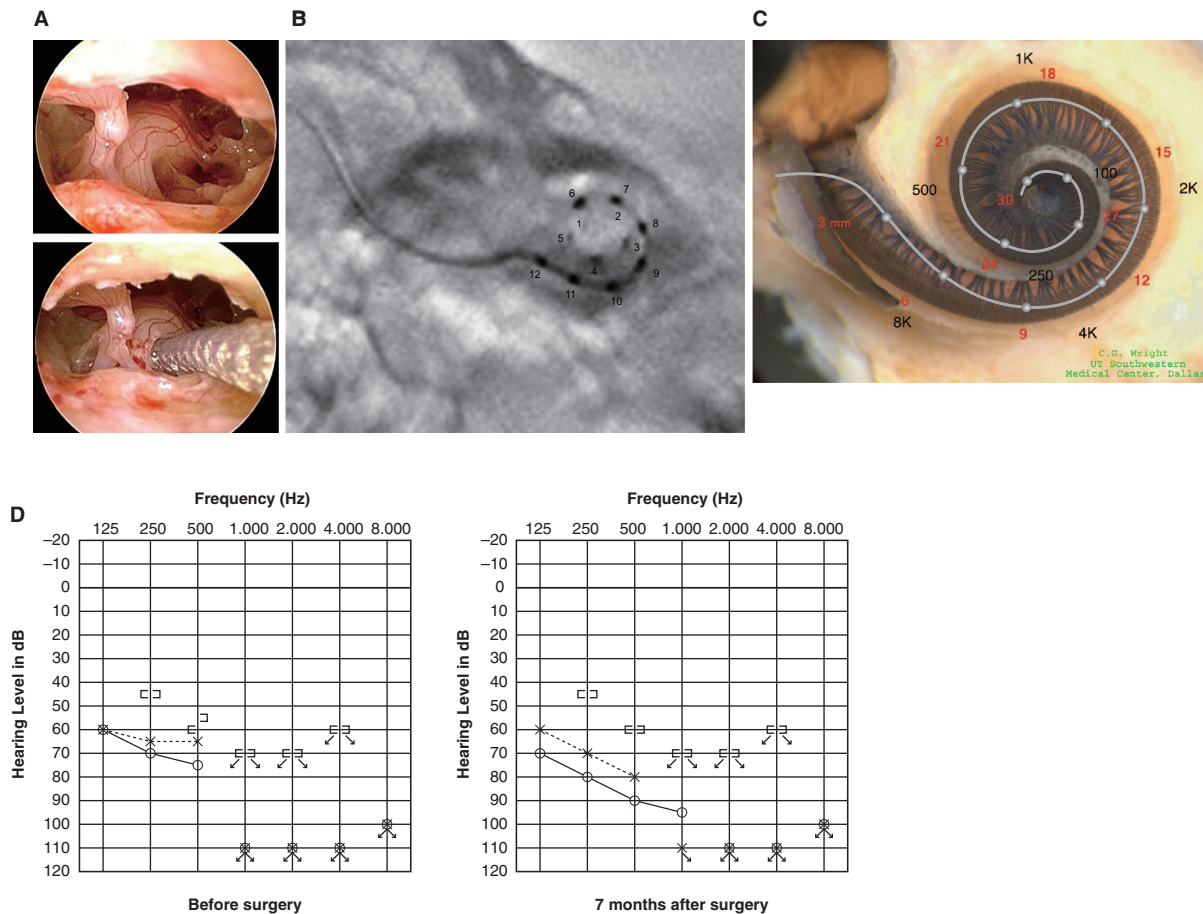 A
B
C
6
7
1
2
8
5
3
4
9
12
11
10
1K
18
21
15
100
2K
500
30
27
3 mm
24
250
12
6
8K
9
4K
C.G. Wright
UT Southwestern
Medical Center, Dallas
D
Frequency (Hz)
125 250 500 1.000 2.000 4.000 8.000
Hearing Level in dB
–20
–10
0
10
20
30
40
50
60
70
80
90
100
110
120
Before surgery
Frequency (Hz)
125 250 500 1.000 2.000 4.000 8.000
Hearing Level in dB
–20
–10
0
10
20
30
40
50
60
70
80
90
100
110
120
7 months after surgery